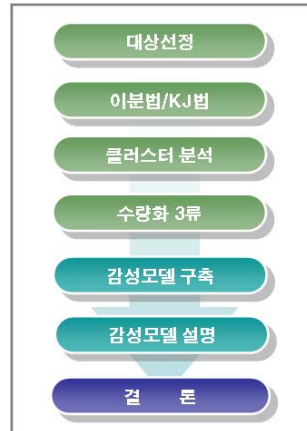 대상선정
이분법/KJ법
클러스터 분석
수량화 3류
감성모델 구축
감성모델 설명
결 론